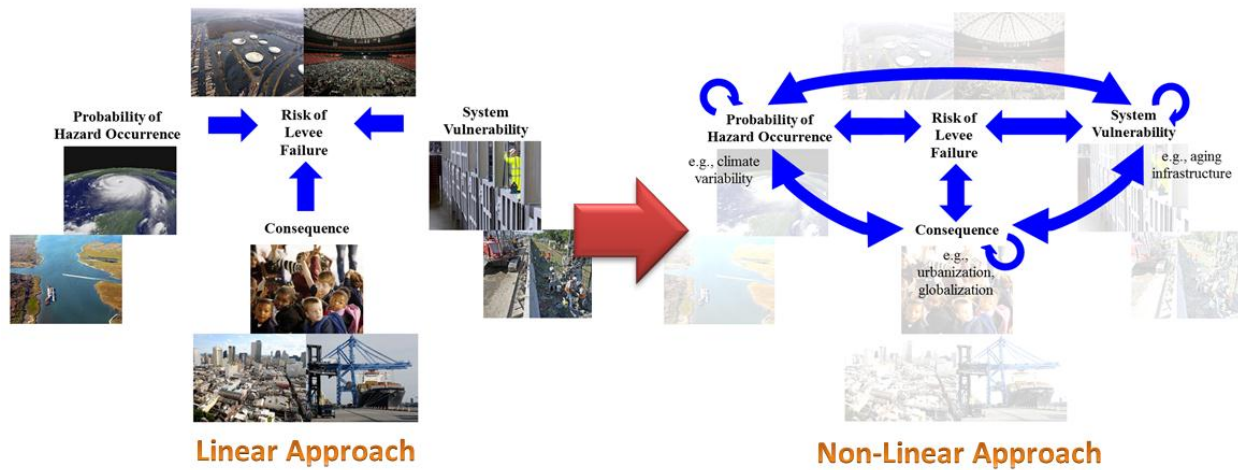 Probability of
Hazard Occurrence
Risk of
Levee
Failure
System
Vulnerability
Consequence
Linear Approach
Probability of
Hazard Occurrence
e.g., climate
variability
Risk of
Levee
Failure
System
Vulnerability
e.g., aging
infrastructure
Consequence
e.g.,
urbanization,
globalization
Non-Linear Approach